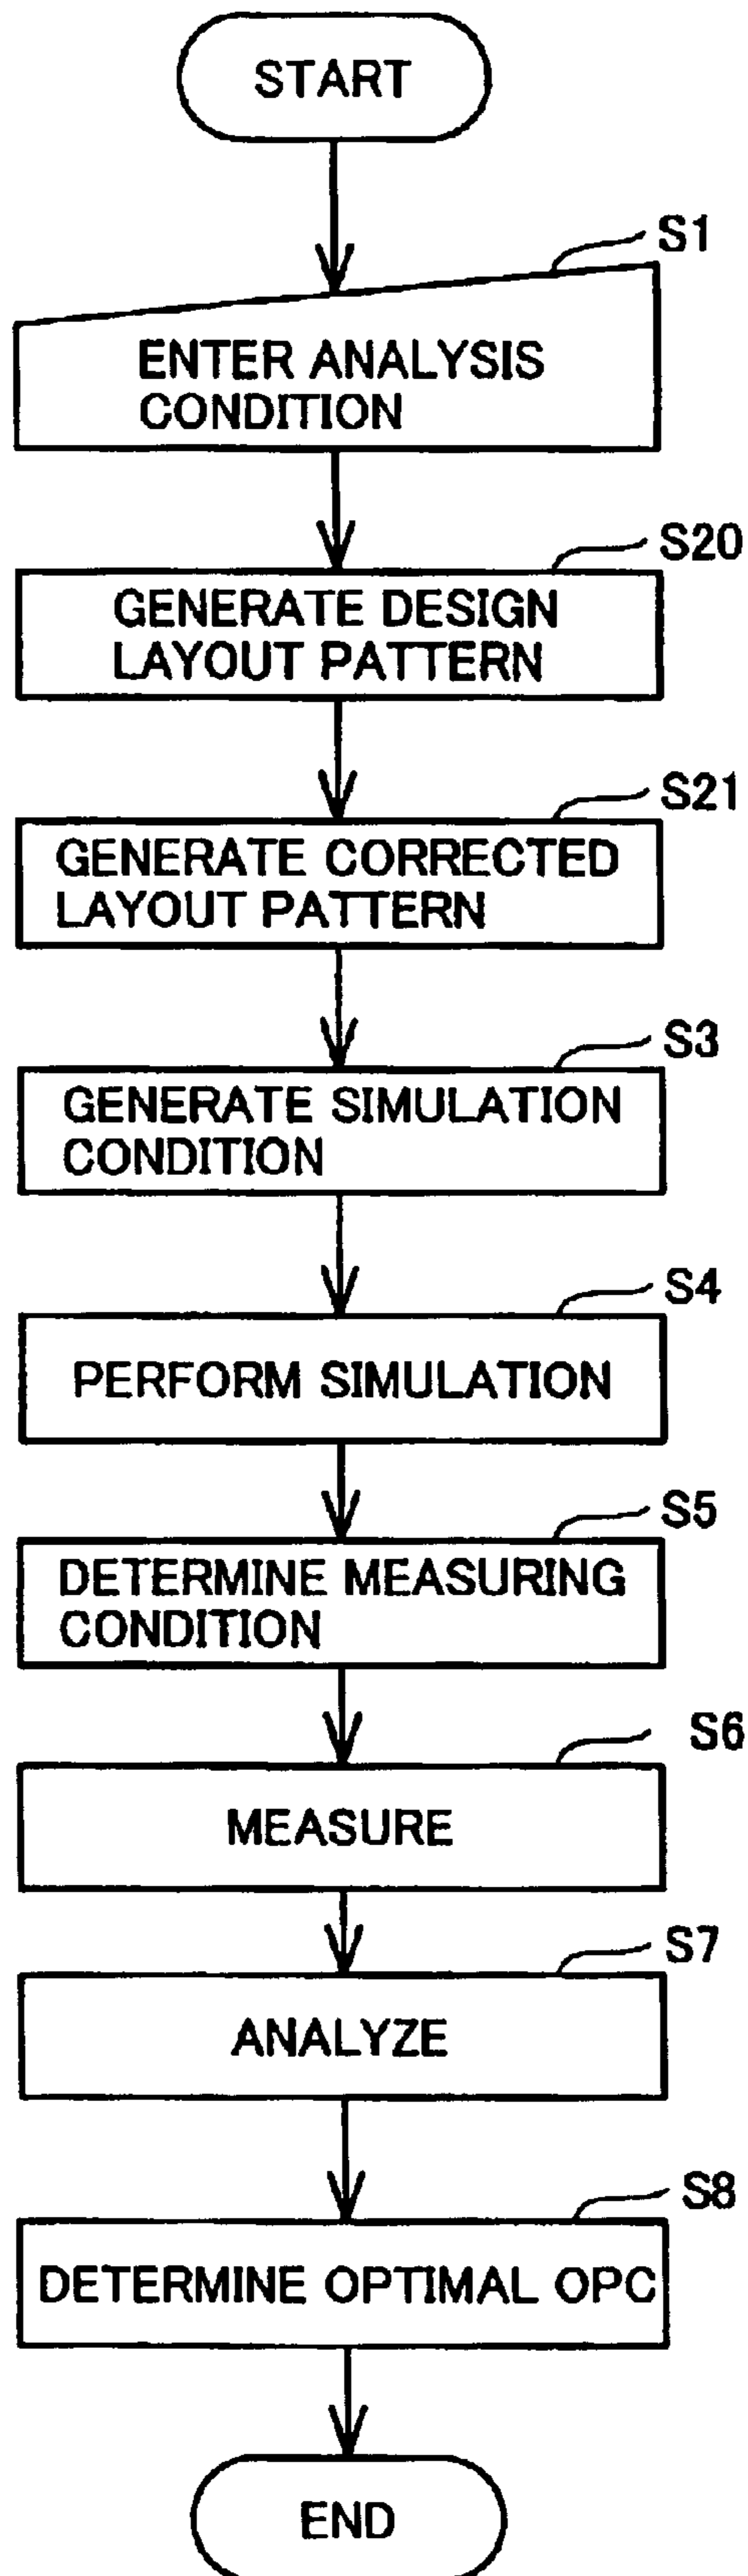 START
S1
ENTER ANALYSIS
CONDITION
S20
GENERATE DESIGN
LAYOUT PATTERN
S21
GENERATE CORRECTED
LAYOUT PATTERN
S3
GENERATE SIMULATION
CONDITION
S4
PERFORM SIMULATION
S5
DETERMINE MEASURING
CONDITION
S6
MEASURE
S7
ANALYZE
S8
DETERMINE OPTIMAL OPC
END